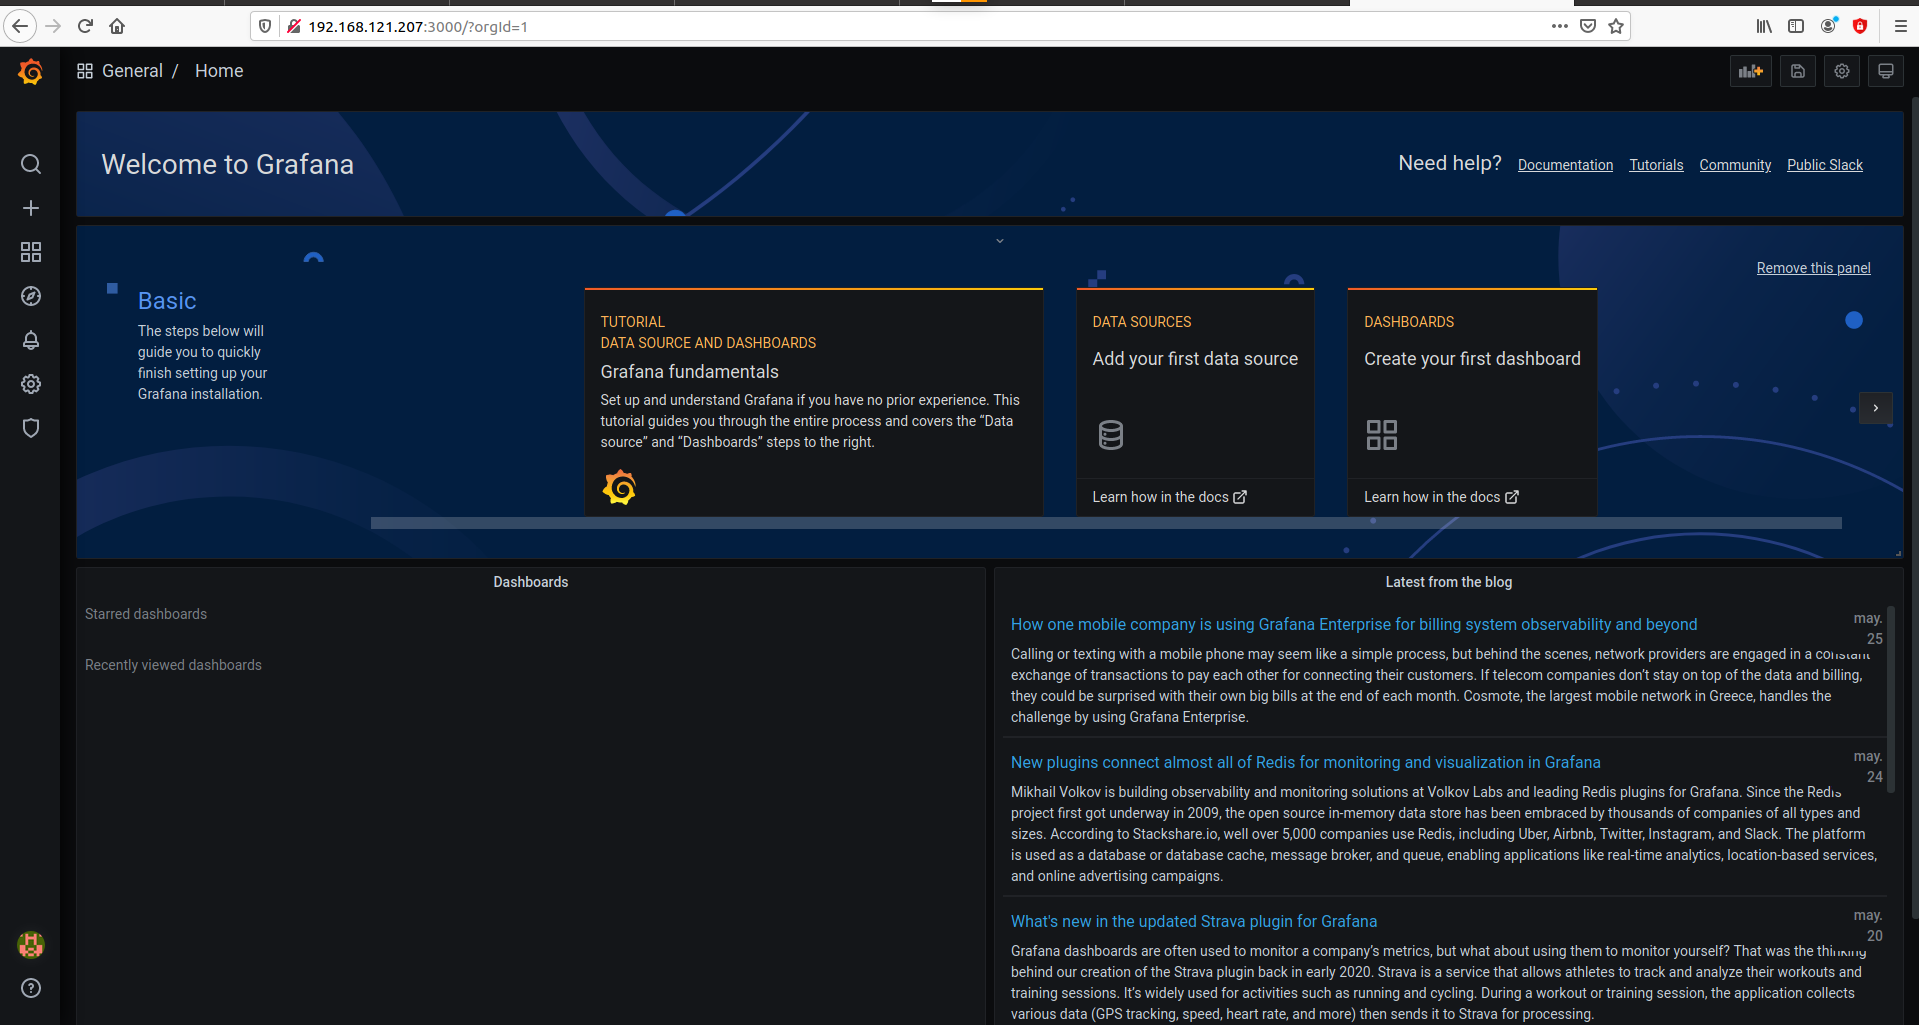 192.168.121.207:3000/?orgId=1
General / Home
Welcome to Grafana
Need help? Documentation Tutorials Community Public Slack
Remove this panel
Basic
The steps below will
guide you to quickly
finish setting up your
Grafana installation.
TUTORIAL
DATA SOURCE AND DASHBOARDS
Grafana fundamentals
Set up and understand Grafana if you have no prior experience. This
tutorial guides you through the entire process and covers the “Data
source” and “Dashboards” steps to the right.
DATA SOURCES
Add your first data source
Learn how in the docs
DASHBOARDS
Create your first dashboard
Learn how in the docs
Dashboards
Starred dashboards
Recently viewed dashboards
Latest from the blog
How one mobile company is using Grafana Enterprise for billing system observability and beyond
may.
25
Calling or texting with a mobile phone may seem like a simple process, but behind the scenes, network providers are engaged in a constant
exchange of transactions to pay each other for connecting their customers. If telecom companies don’t stay on top of the data and billing,
they could be surprised with their own big bills at the end of each month. Cosmote, the largest mobile network in Greece, handles the
challenge by using Grafana Enterprise.
New plugins connect almost all of Redis for monitoring and visualization in Grafana
may.
24
Mikhail Volkov is building observability and monitoring solutions at Volkov Labs and leading Redis plugins for Grafana. Since the Redis
project first got underway in 2009, the open source in-memory data store has been embraced by thousands of companies of all types and
sizes. According to Stackshare.io, well over 5,000 companies use Redis, including Uber, Airbnb, Twitter, Instagram, and Slack. The platform
is used as a database or database cache, message broker, and queue, enabling applications like real-time analytics, location-based services,
and online advertising campaigns.
What's new in the updated Strava plugin for Grafana
may.
20
Grafana dashboards are often used to monitor a company’s metrics, but what about using them to monitor yourself? That was the thinking
behind our creation of the Strava plugin back in early 2020. Strava is a service that allows athletes to track and analyze their workouts and
training sessions. It’s widely used for activities such as running and cycling. During a workout or training session, the application collects
various data (GPS tracking, speed, heart rate, and more) then sends it to Strava for processing.